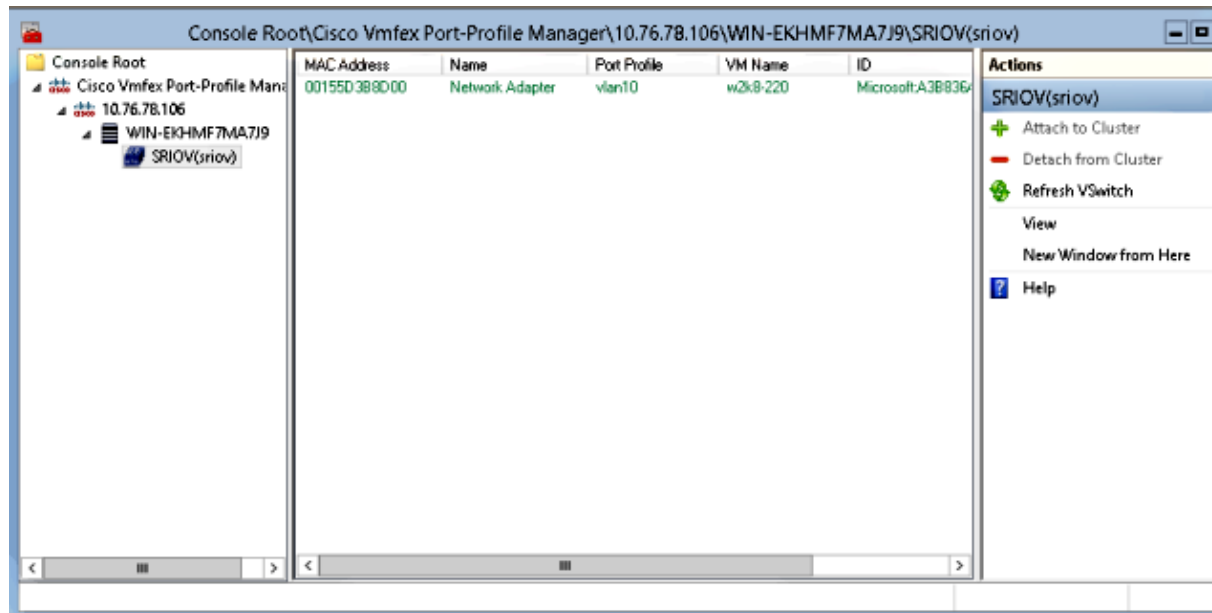 Console Root\Cisco Vmfex Port-Profile Manager\10.76.78.106\WIN-EKHMF7MA7J9\SRIOV(sriov)
Console Root
Cisco Vmfex Port-Profile Mana
10.76.78.106
WIN-EKHMF7MA7J9
SRIOV(sriov)
MAC Address Name Port Profile VM Name ID
00155D3B8D00 Network Adapter vlan10 w2k8-220 Microsoft:A3B836A
Actions
SRIOV(sriov)
Attach to Cluster
Detach from Cluster
Refresh VSwitch
View
New Window from Here
Help